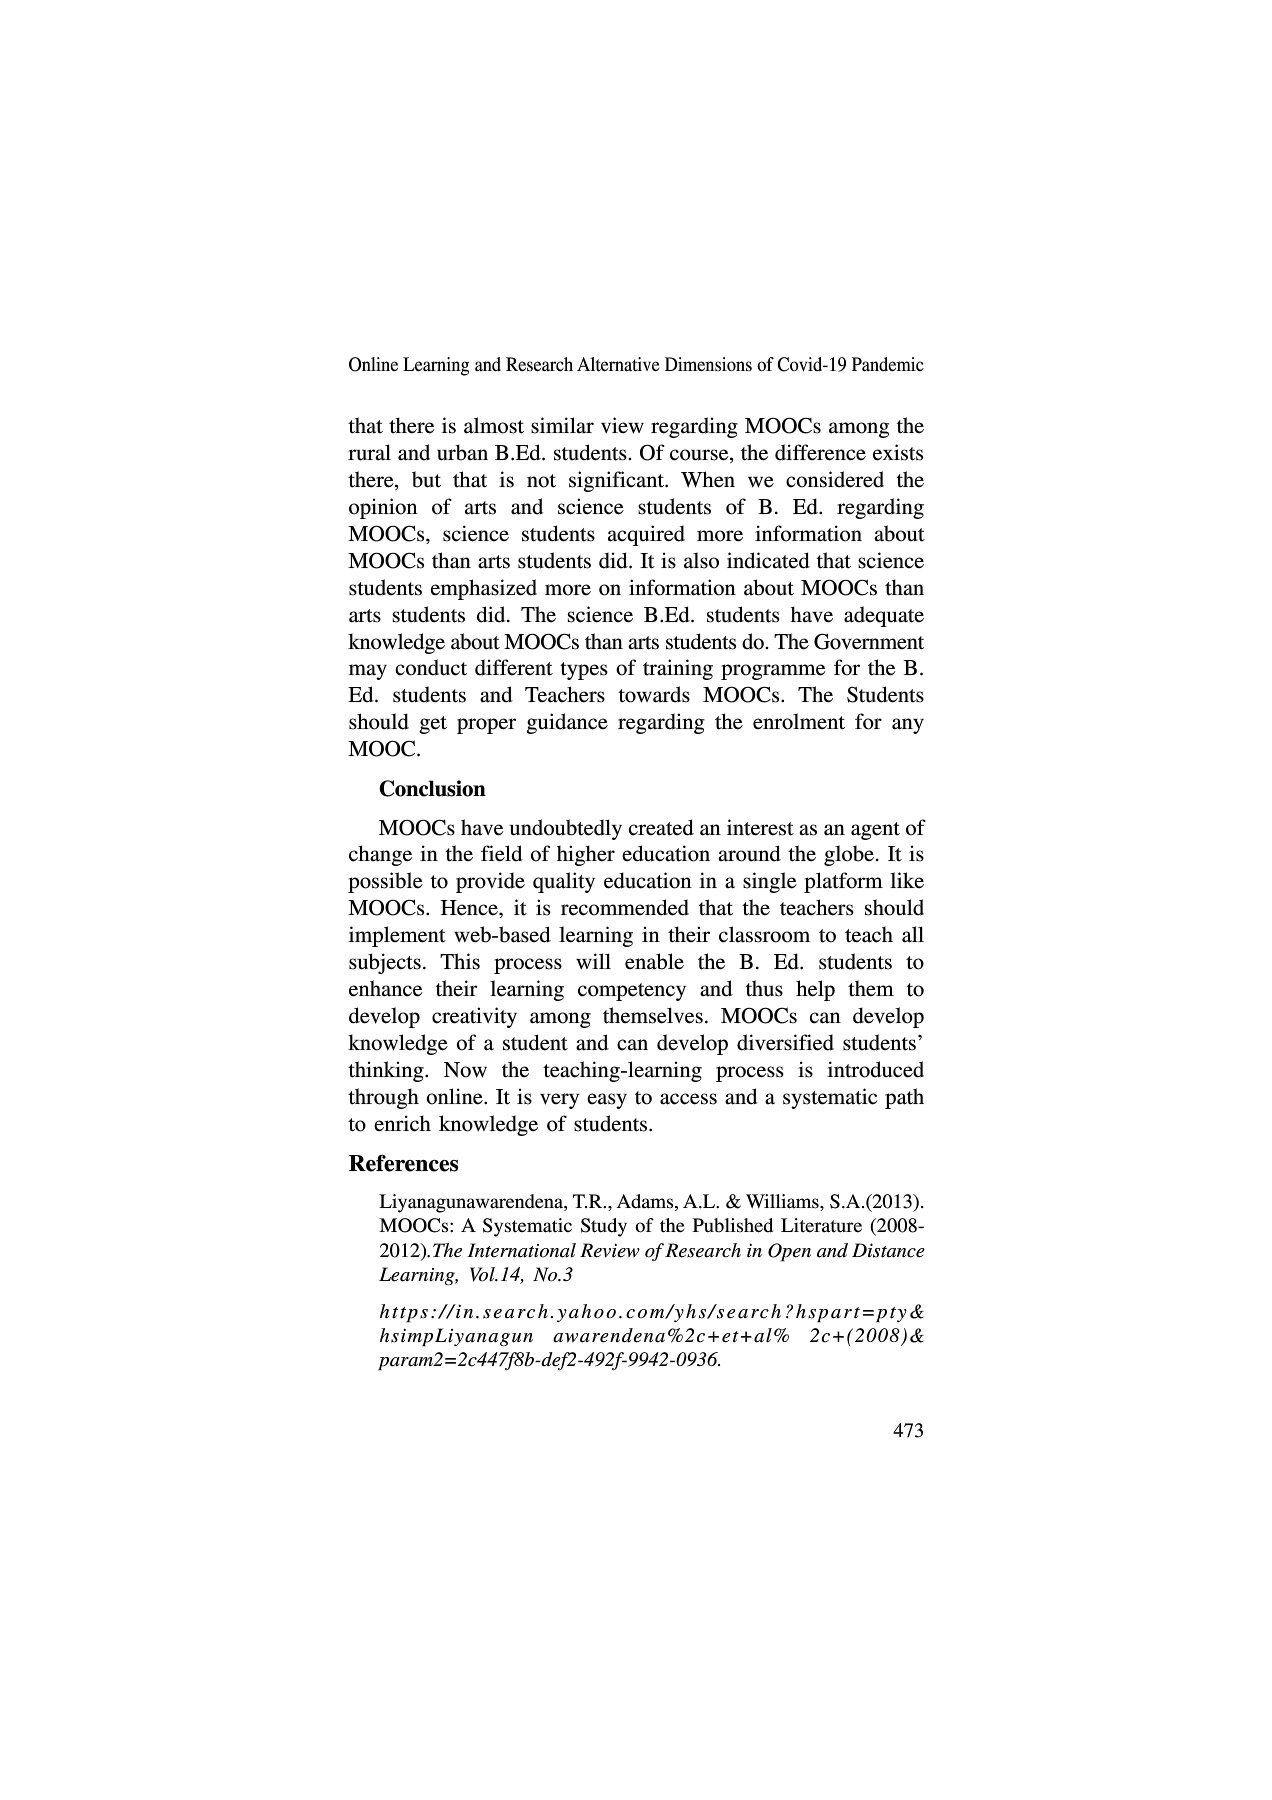 Online Learning and Research Alternative Dimensions of Covid-19 Pandemic
that there is almost similar view regarding MOOCs among the
rural and urban B.Ed. students. Of course, the difference exists
there, but that is not significant. When we considered the
opinion of arts and science students of B. Ed. regarding
MOOCs, science students acquired more information about
MOOCs than arts students did. It is also indicated that science
students emphasized more on information about MOOCs than
arts students did. The science B.Ed. students have adequate
knowledge about MOOCs than arts students do. The Government
may conduct different types of training programme for the B.
Ed. students and Teachers towards MOOCs. The Students
should get proper guidance regarding the enrolment for any
MOOC.
Conclusion
MOOCs have undoubtedly created an interest as an agent of
change in the field of higher education around the globe. It is
possible to provide quality education in a single platform like
MOOCs. Hence, it is recommended that the teachers should
implement web-based learning in their classroom to teach all
subjects. This process will enable the B. Ed. students to
enhance their learning competency and thus help them to
develop creativity among themselves. MOOCs can develop
knowledge of a student and can develop diversified students’
thinking. Now the teaching-learning process is introduced
through online. It is very easy to access and a systematic path
to enrich knowledge of students.
References
Liyanagunawarendena, T.R., Adams, A.L. & Williams, S.A.(2013).
MOOCs: A Systematic Study of the Published Literature (2008-
2012).The International Review of Research in Open and Distance
Learning, Vol.14, No.3
https://in.search.yahoo.com/yhs/search?hspart=pty&
hsimpLiyanagun awarendena%2c+et+al% 2c+(2008)&
param2=2c447f8b-def2-492f-9942-0936.
473